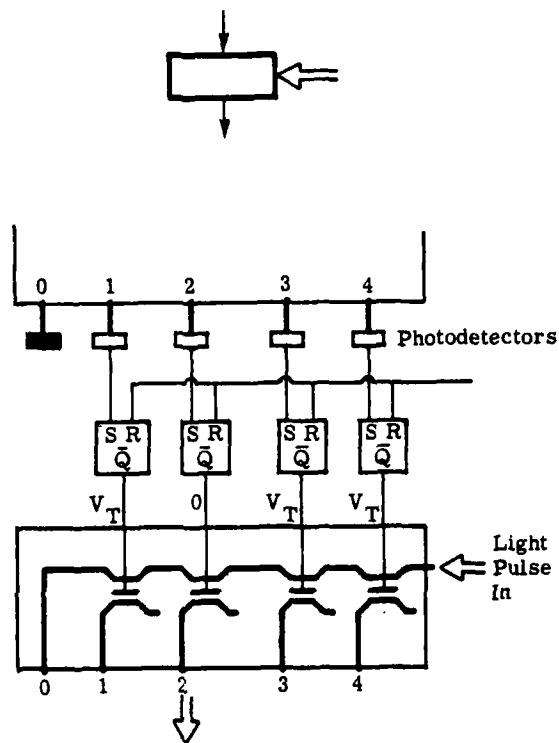 0 1 2 3 4
Photodetectors
S R S R S R S R
Q̄ Q̄ Q̄ Q̄
V_T 0 V_T V_T
Light
Pulse
In
0 1 2 3 4